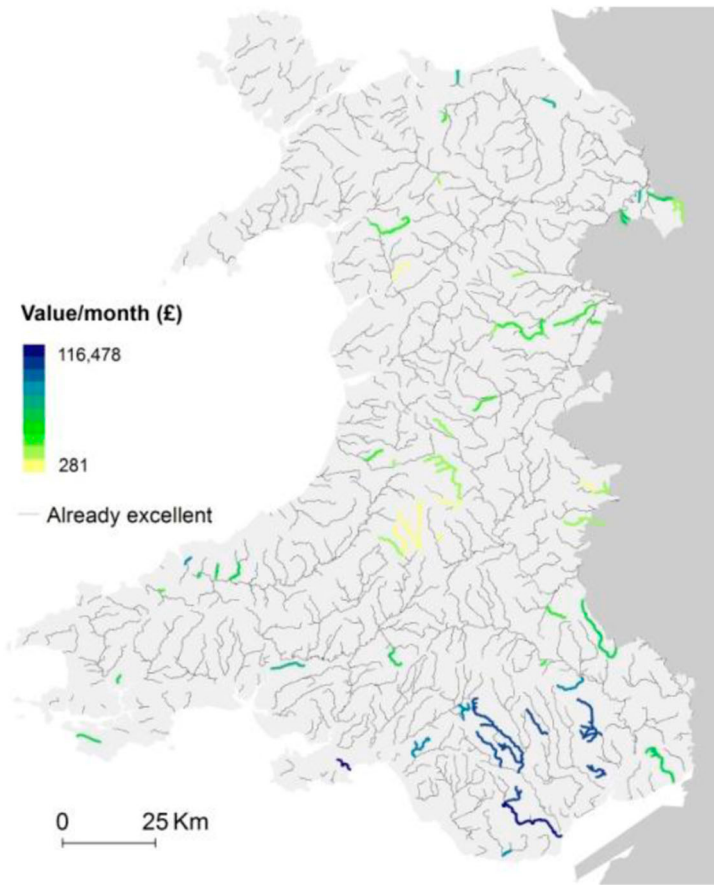 Value/month (£)
116,478
281
Already excellent
0 25 Km